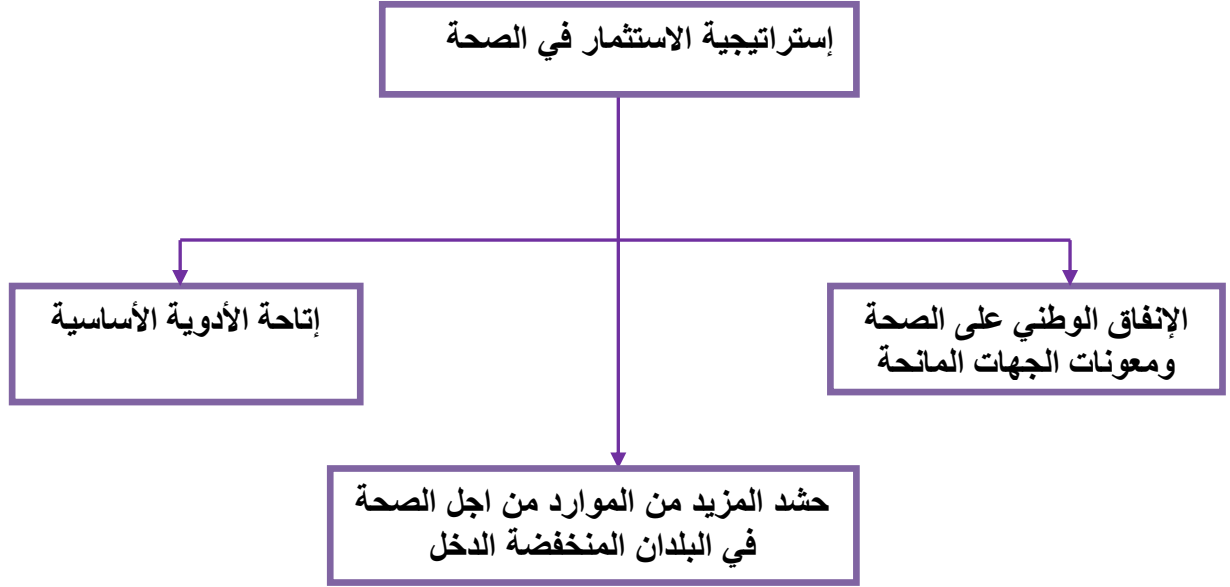 إستراتيجية الاستثمار في الصحة
الإنفاق الوطني على الصحة
ومعونات الجهات المانحة
إتاحة الأدوية الأساسية
حشد المزيد من الموارد من اجل الصحة
في البلدان المنخفضة الدخل